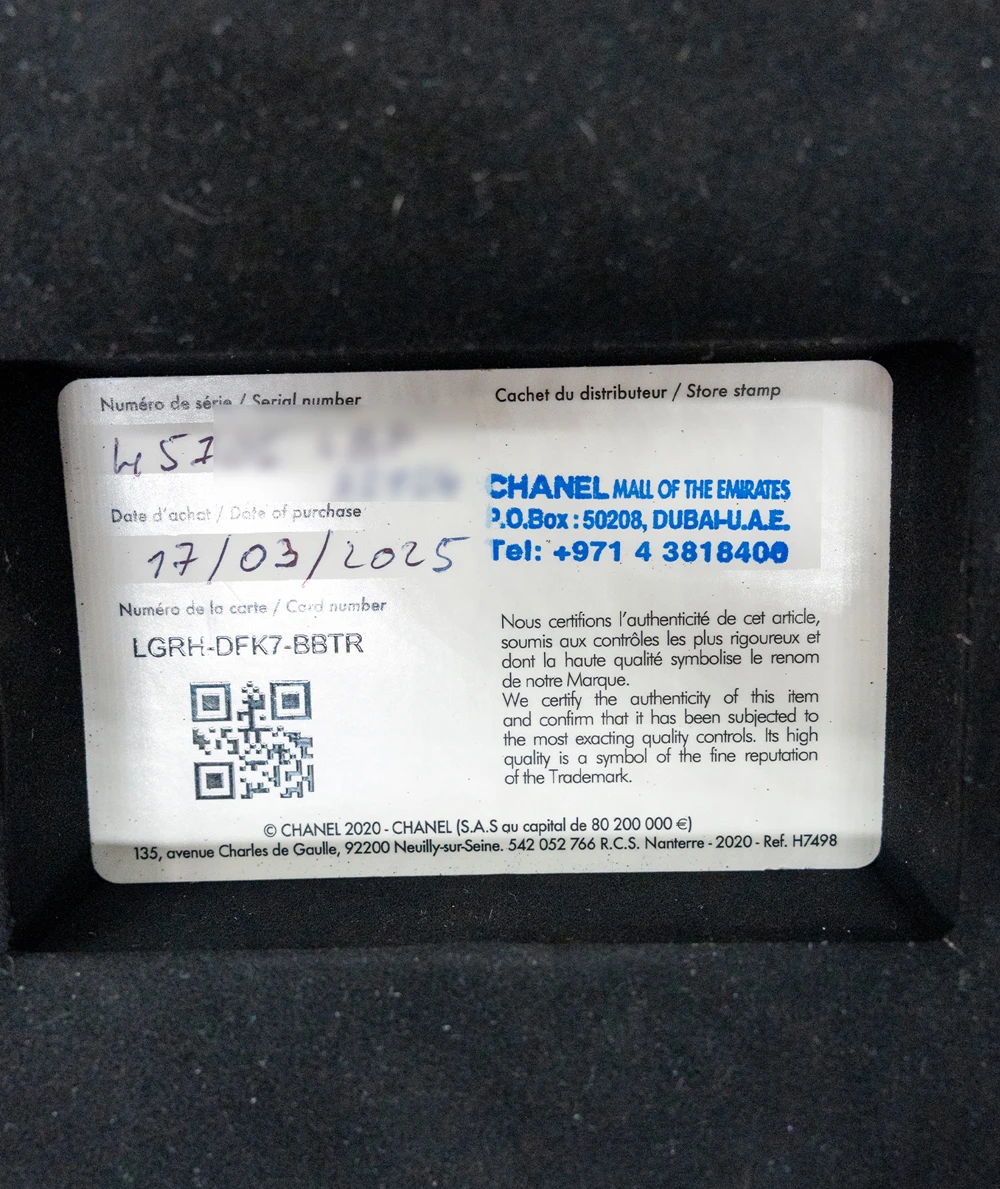 Numéro de série / Serial number
457
Date d'achat / Date of purchase
17/03/2025
Numéro de la carte / Card number
LGRH-DFK7-BBTR
Cachet du distributeur / Store stamp
CHANEL MALL OF THE EMIRATES
P.O.Box : 50208, DUBAI-U.A.E.
Tel: +971 4 3818400
Nous certifions l'authenticité de cet article,
soumis aux contrôles les plus rigoureux et
dont la haute qualité symbolise le renom
de notre Marque.
We certify the authenticity of this item
and confirm that it has been subjected to
the most exacting quality controls. Its high
quality is a symbol of the fine reputation
of the Trademark.
© CHANEL 2020 - CHANEL (S.A.S au capital de 80 200 000 €)
135, avenue Charles de Gaulle, 92200 Neuilly-sur-Seine. 542 052 766 R.C.S. Nanterre - 2020 - Ref. H7498